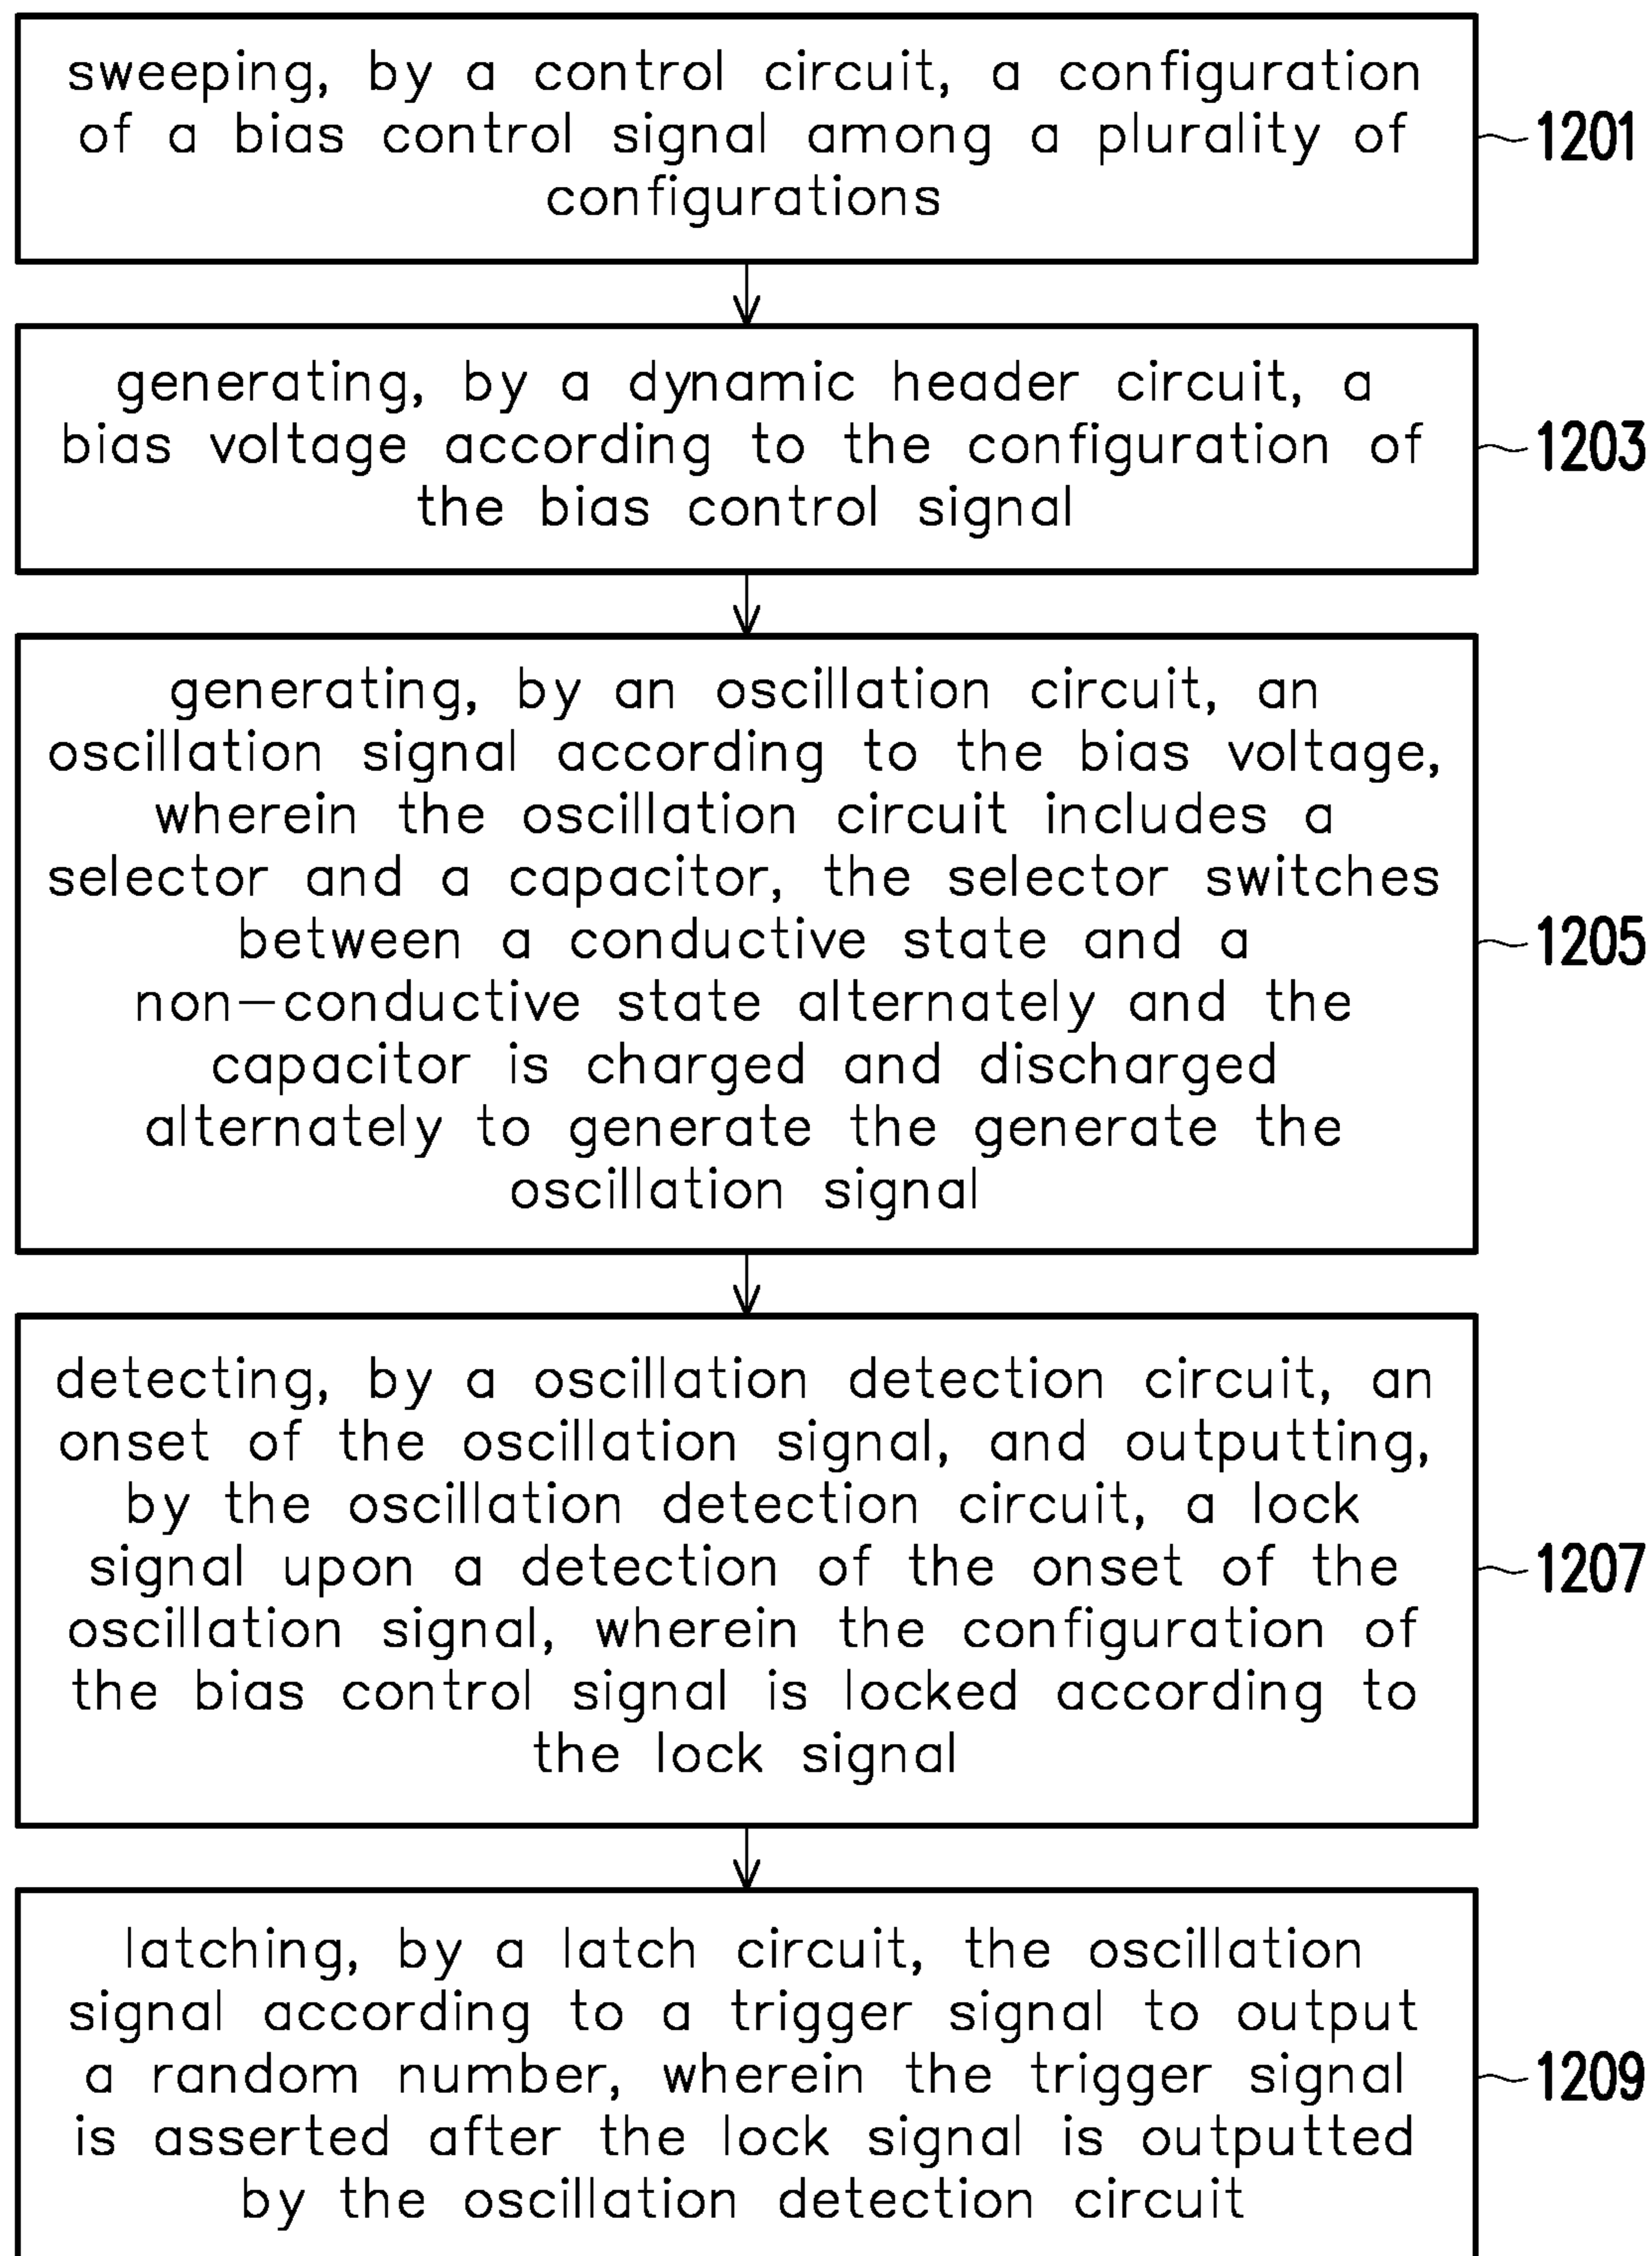 sweeping, by a control circuit, a configuration
of a bias control signal among a plurality of
configurations
1201
generating, by a dynamic header circuit, a
bias voltage according to the configuration of
the bias control signal
1203
generating, by an oscillation circuit, an
oscillation signal according to the bias voltage,
wherein the oscillation circuit includes a
selector and a capacitor, the selector switches
between a conductive state and a
non-conductive state alternately and the
capacitor is charged and discharged
alternately to generate the generate the
oscillation signal
1205
detecting, by a oscillation detection circuit, an
onset of the oscillation signal, and outputting,
by the oscillation detection circuit, a lock
signal upon a detection of the onset of the
oscillation signal, wherein the configuration of
the bias control signal is locked according to
the lock signal
1207
latching, by a latch circuit, the oscillation
signal according to a trigger signal to output
a random number, wherein the trigger signal
is asserted after the lock signal is outputted
by the oscillation detection circuit
1209